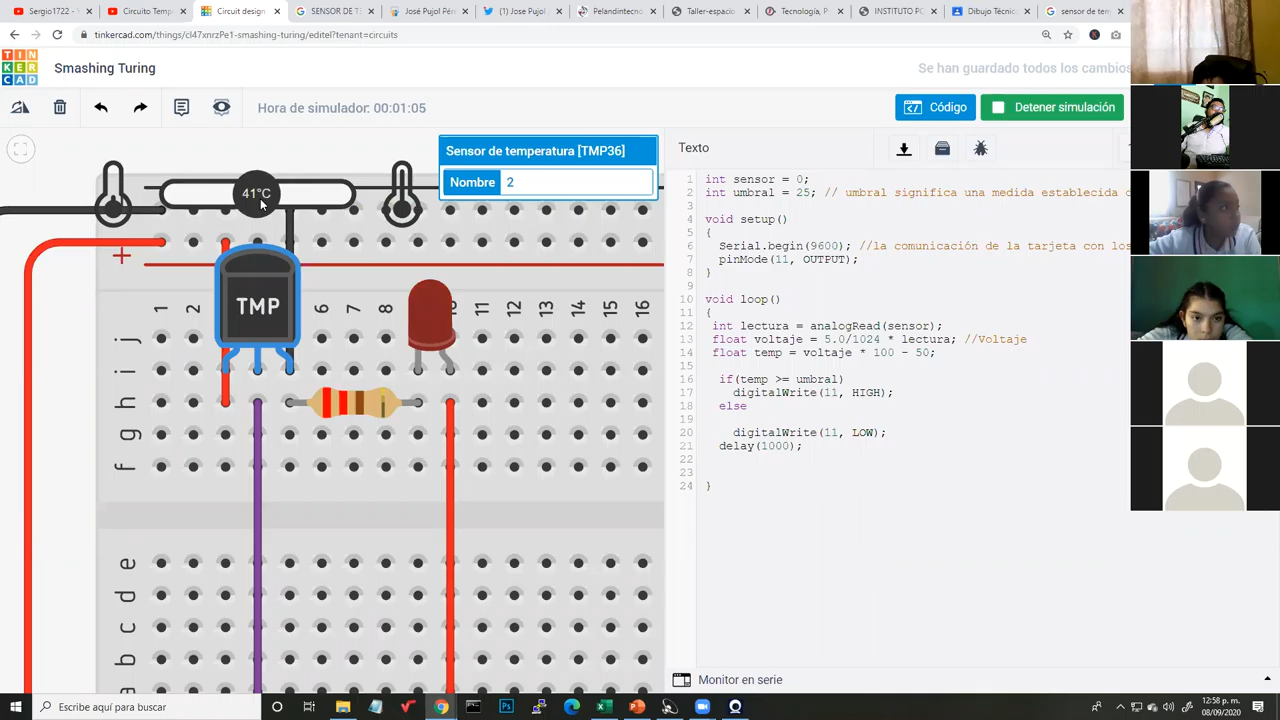 Sergio1722 -
Circuito Temp
Circuit design
SENSOR DE TE
José Pujol Pér
(1) Jose Pujol
Pelandintecno
Taller-espacio
Tecnología, P
INSTITUTO PO
Dibujo Técnic
sensor de tem
tinkercad.com/things/cl47xnrzPe1-smashing-turing/editel?tenant=circuits
TIN
KER
CAD
Smashing Turing
Se han guardado todos los cambios
Hora de simulador: 00:01:05
Código
Detener simulación
Sensor de temperatura [TMP36]
Nombre 2
Texto
41°C
TMP
+
1 2 6 7 8 11 12 13 14 15 16
j
i
h
g
f
e
d
c
b
a
1 int sensor = 0;
2 int umbral = 25; // umbral significa una medida establecida
3
4 void setup()
5 {
6 Serial.begin(9600); //la comunicación de la tarjeta con los
7 pinMode(11, OUTPUT);
8 }
9
10 void loop()
11 {
12 int lectura = analogRead(sensor);
13 float voltaje = 5.0/1024 * lectura; //Voltaje
14 float temp = voltaje * 100 - 50;
15
16 if(temp >= umbral)
17 digitalWrite(11, HIGH);
18 else
19
20 digitalWrite(11, LOW);
21 delay(1000);
22
23
24 }
Monitor en serie
Escribe aquí para buscar
12:58 p. m.
08/09/2020